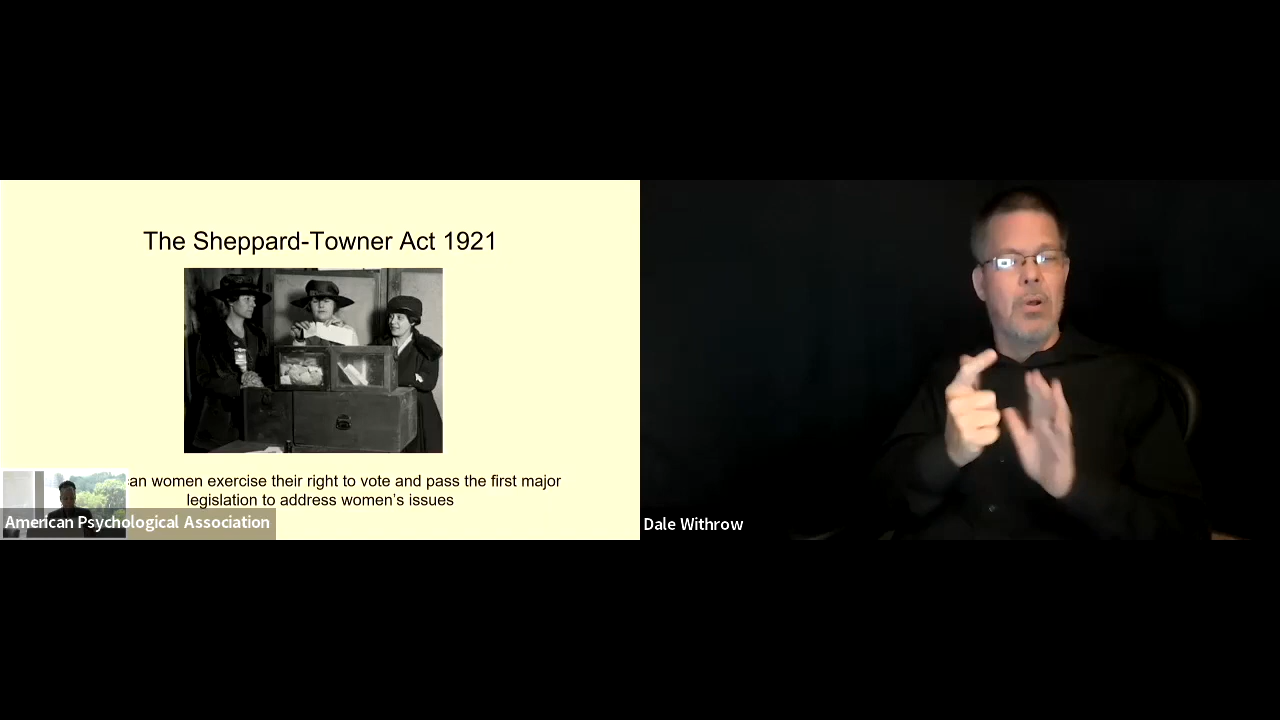 The Sheppard-Towner Act 1921
an women exercise their right to vote and pass the first major
legislation to address women's issues
American Psychological Association
Dale Withrow